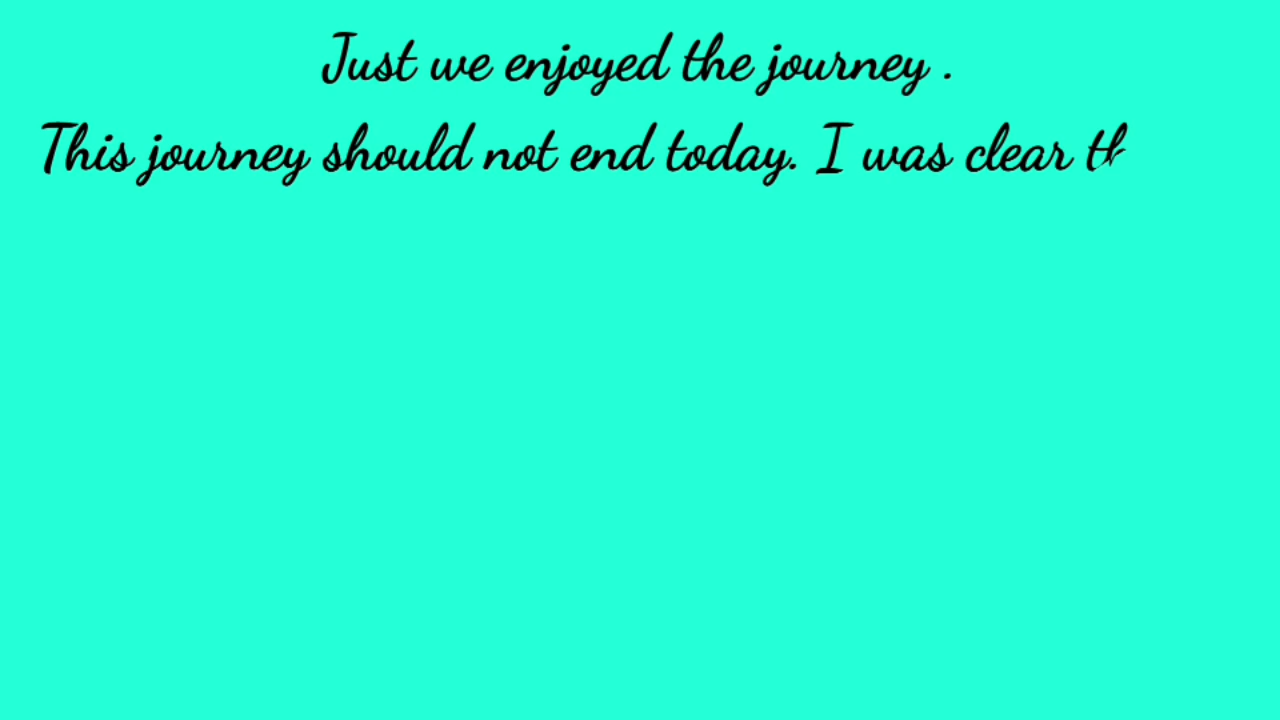 Just we enjoyed the journey .
This journey should not end today. I was clear